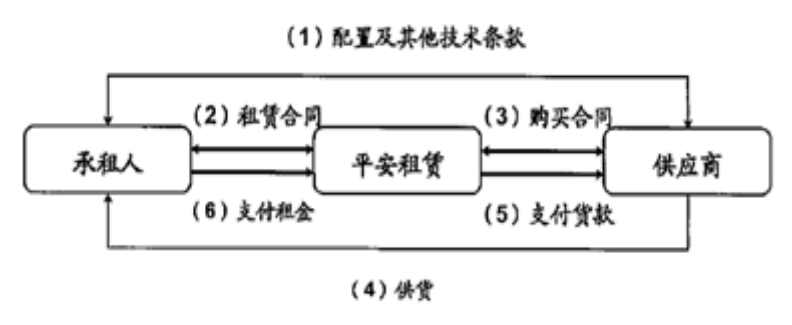 （1）配置及其他技术条款
（2）租赁合同
（3）购买合同
承租人
平安租赁
供应商
（6）支付租金
（5）支付货款
（4）供货